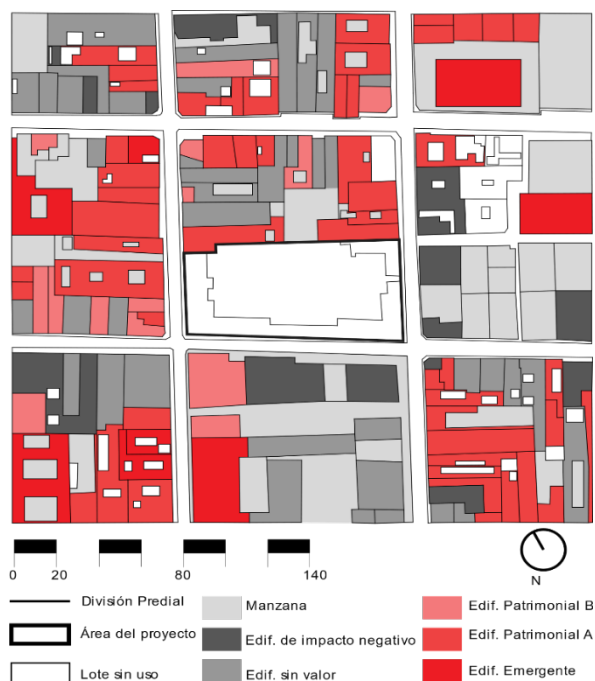 0 20 80 140
N
División Predial
Manzana
Edif. Patrimonial B
Área del proyecto
Edif. de impacto negativo
Edif. Patrimonial A
Lote sin uso
Edif. sin valor
Edif. Emergente